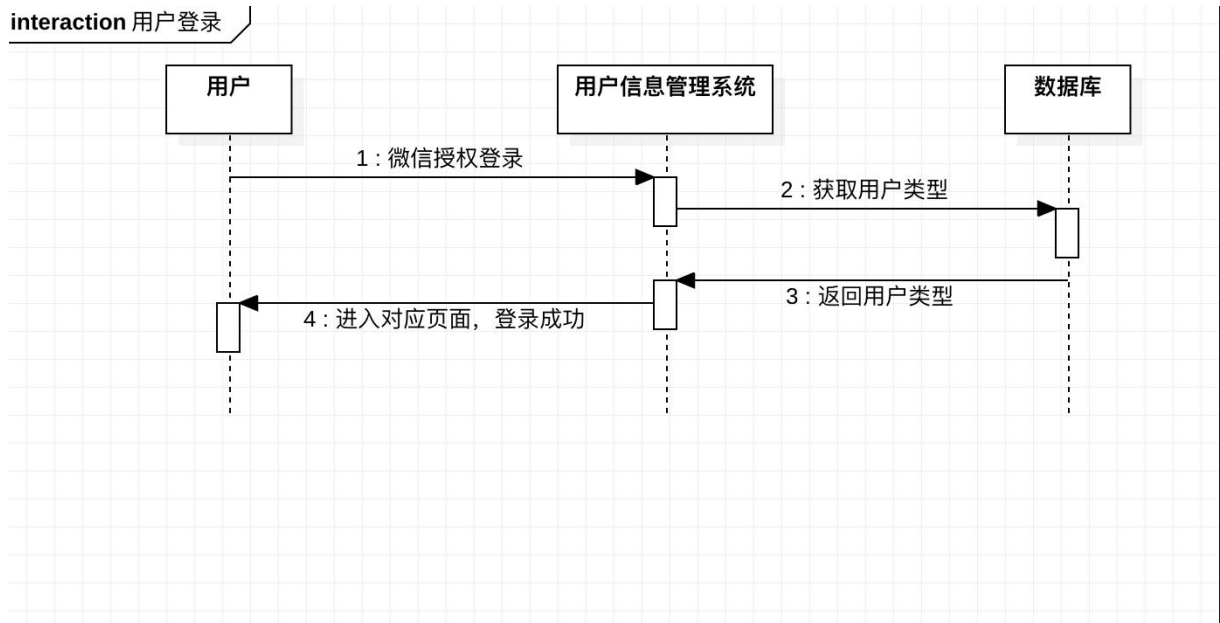 interaction 用户登录
用户
用户信息管理系统
数据库
1 : 微信授权登录
2 : 获取用户类型
3 : 返回用户类型
4 : 进入对应页面，登录成功